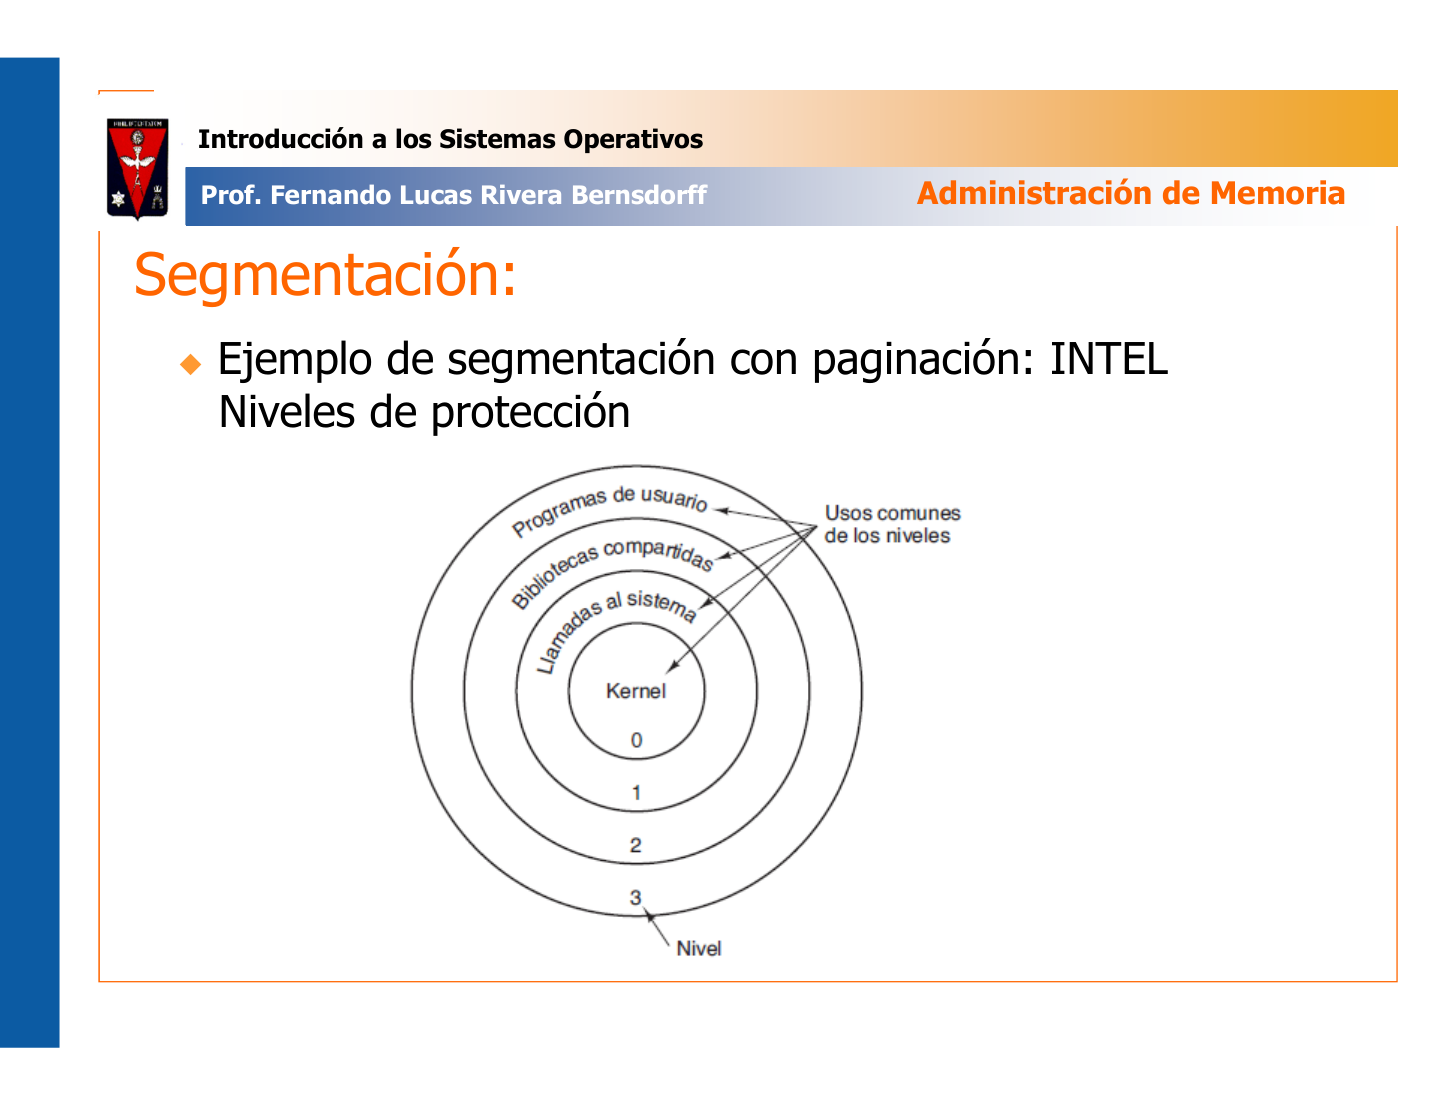 Introducción a los Sistemas Operativos
Prof. Fernando Lucas Rivera Bernsdorff
Administración de Memoria
Segmentación:
Ejemplo de segmentación con paginación: INTEL
Niveles de protección
Programas de usuario
Bibliotecas compartidas
Llamadas al sistema
Kernel
0
1
2
3
Usos comunes
de los niveles
Nivel